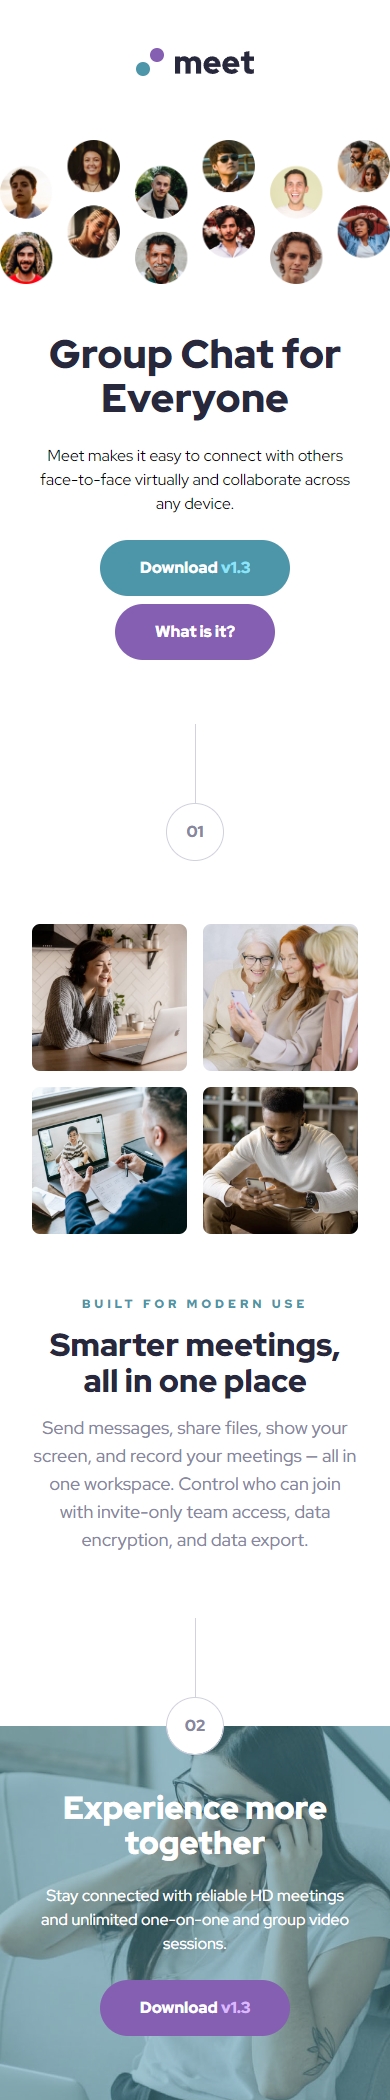 meet
Group Chat for
Everyone
Meet makes it easy to connect with others
face-to-face virtually and collaborate across
any device.
Download v1.3
What is it?
01
BUILT FOR MODERN USE
Smarter meetings,
all in one place
Send messages, share files, show your
screen, and record your meetings — all in
one workspace. Control who can join
with invite-only team access, data
encryption, and data export.
02
Experience more
together
Stay connected with reliable HD meetings
and unlimited one-on-one and group video
sessions.
Download v1.3